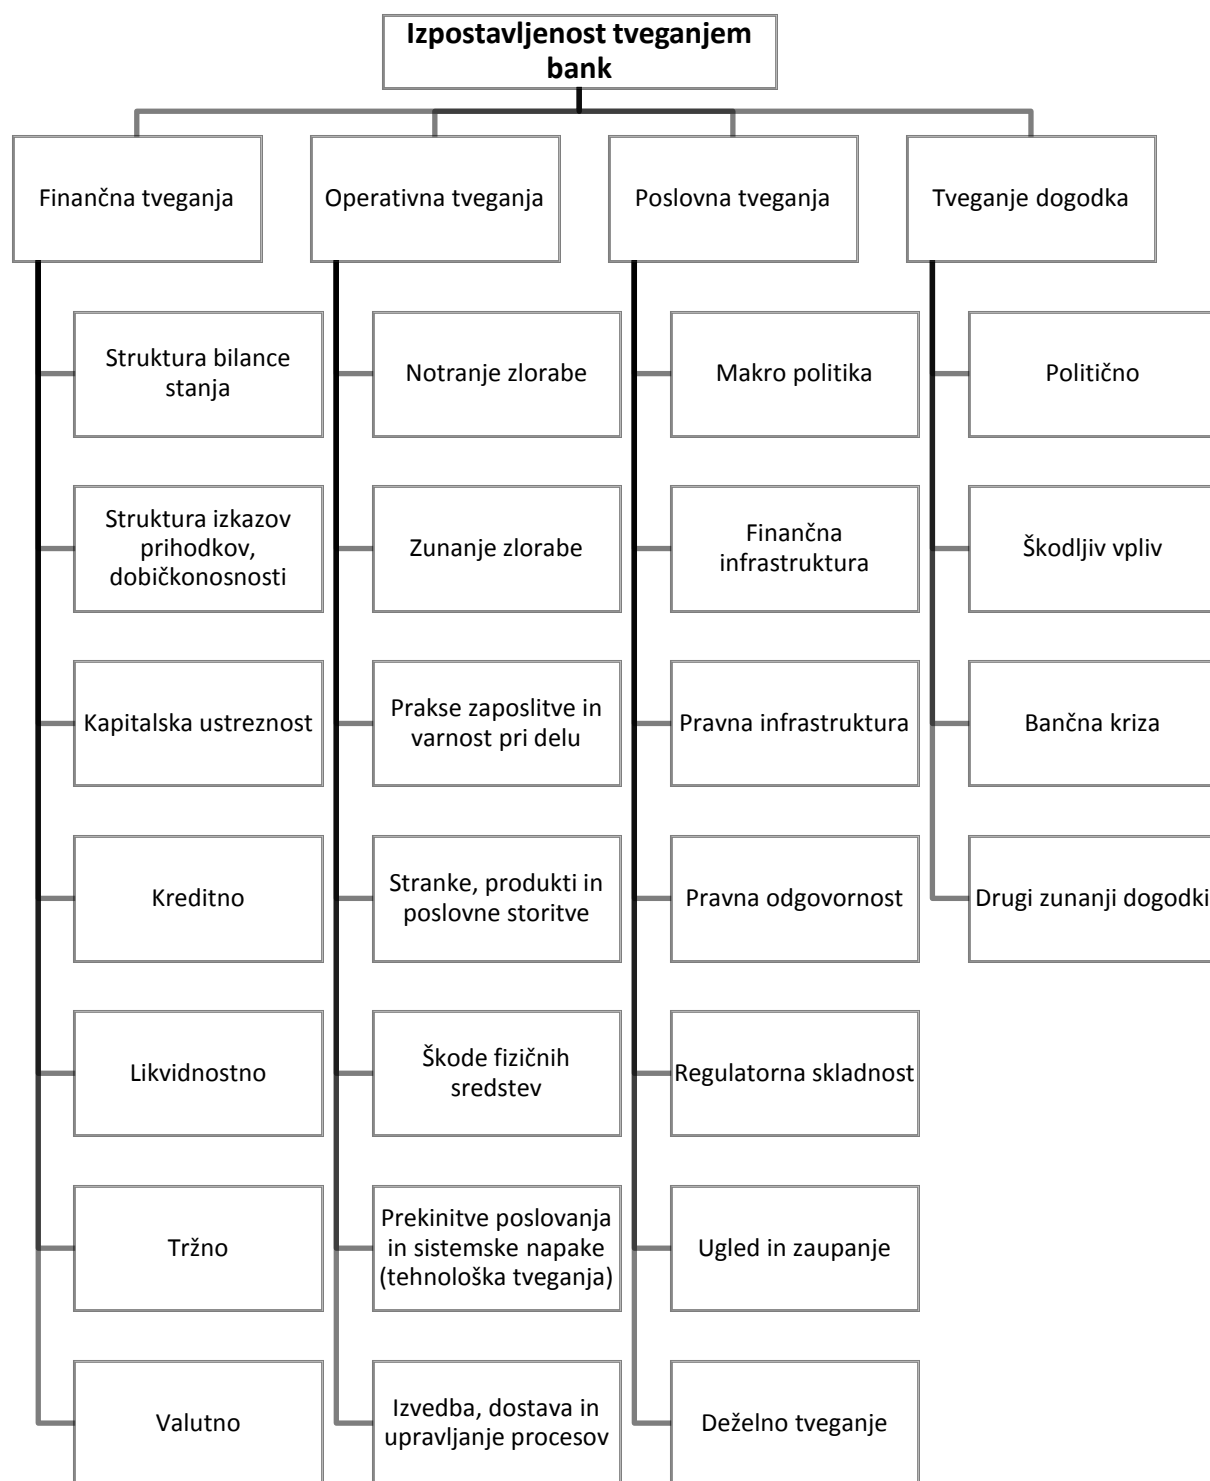 Izpostavljenost tveganjem
bank
Finančna tveganja
Operativna tveganja
Poslovna tveganja
Tveganje dogodka
Struktura bilance
stanja
Notranje zlorabe
Makro politika
Politično
Struktura izkazov
prihodkov,
dobičkonosnosti
Zunanje zlorabe
Finančna
infrastruktura
Škodljiv vpliv
Kapitalska ustreznost
Prakse zaposlitve in
varnost pri delu
Pravna infrastruktura
Bančna kriza
Kreditno
Stranke, produkti in
poslovne storitve
Pravna odgovornost
Drugi zunanji dogodki
Likvidnostno
Škode fizičnih
sredstev
Regulatorna skladnost
Tržno
Prekinitve poslovanja
in sistemske napake
(tehnološka tveganja)
Ugled in zaupanje
Valutno
Izvedba, dostava in
upravljanje procesov
Deželno tveganje